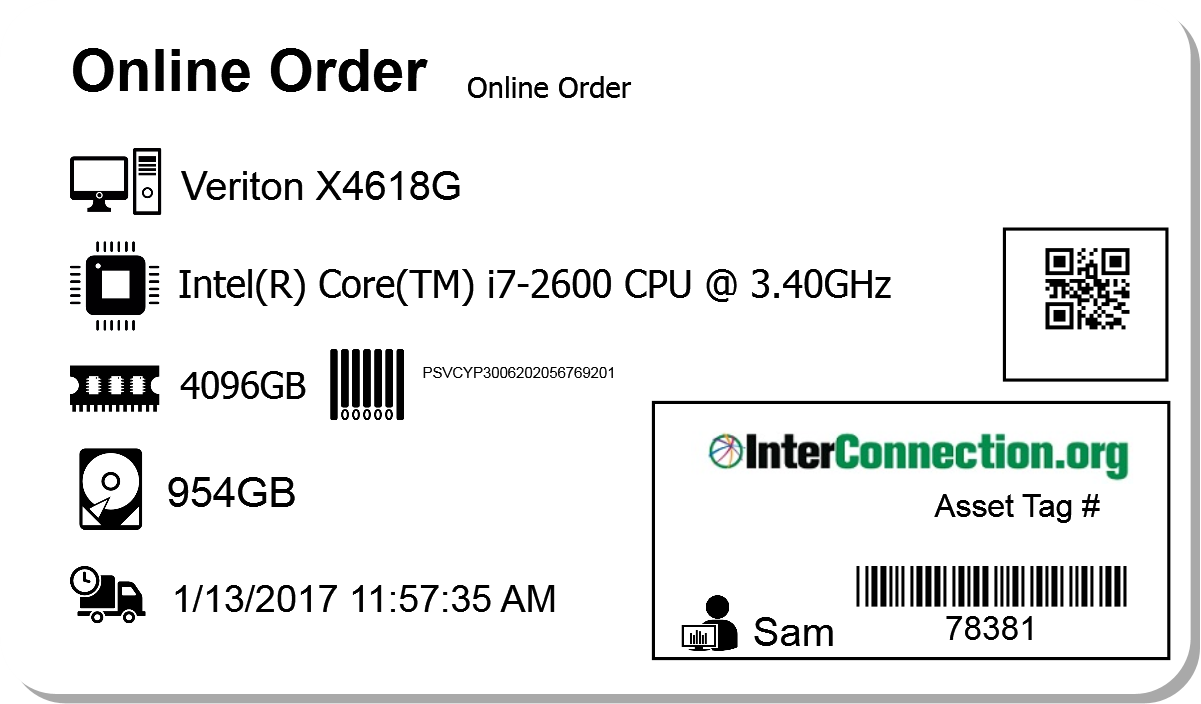 Online Order Online Order
Veriton X4618G
Intel(R) Core(TM) i7-2600 CPU @ 3.40GHz
4096GB 00000 PSVCYP3006202056769201
954GB
1/13/2017 11:57:35 AM
InterConnection.org
Asset Tag #
78381
Sam